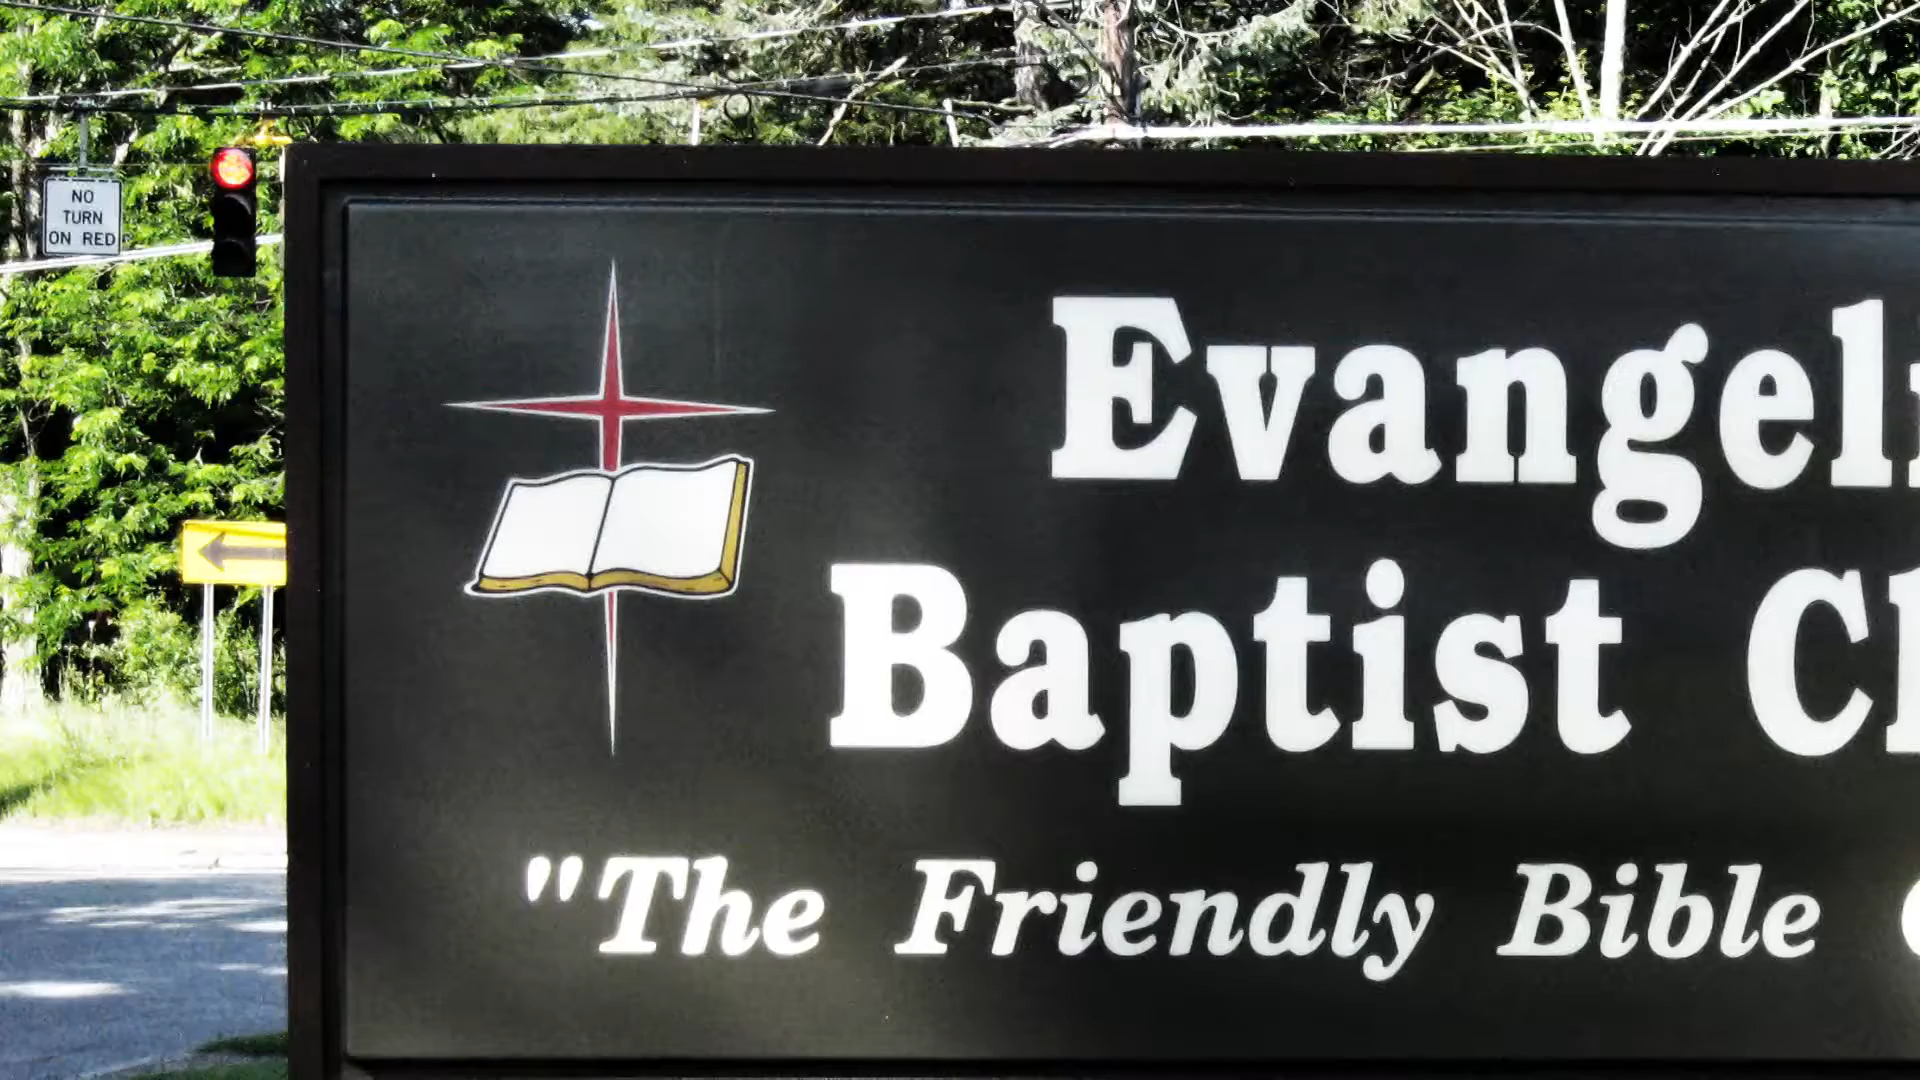 NO
TURN
ON RED
Evangel
Baptist C
"The Friendly Bible